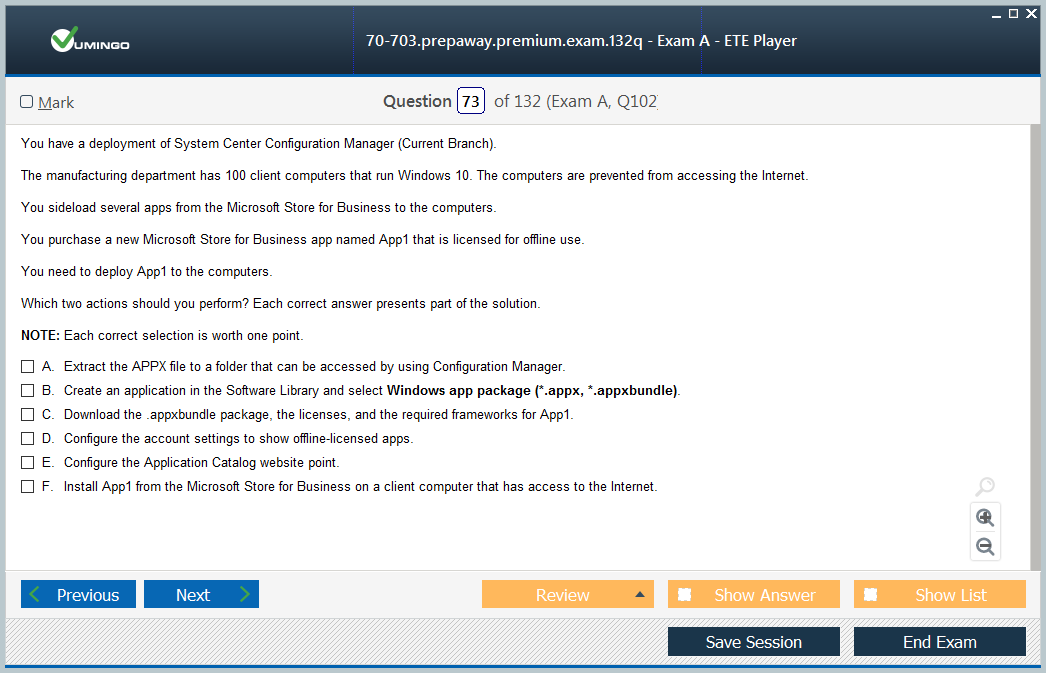 VUMINGO
70-703.prepaway.premium.exam.132q - Exam A - ETE Player
Mark
Question 73 of 132 (Exam A, Q102)
You have a deployment of System Center Configuration Manager (Current Branch).
The manufacturing department has 100 client computers that run Windows 10. The computers are prevented from accessing the Internet.
You sideload several apps from the Microsoft Store for Business to the computers.
You purchase a new Microsoft Store for Business app named App1 that is licensed for offline use.
You need to deploy App1 to the computers.
Which two actions should you perform? Each correct answer presents part of the solution.
NOTE: Each correct selection is worth one point.
A. Extract the APPX file to a folder that can be accessed by using Configuration Manager.
B. Create an application in the Software Library and select Windows app package (*.appx, *.appxbundle).
C. Download the .appxbundle package, the licenses, and the required frameworks for App1.
D. Configure the account settings to show offline-licensed apps.
E. Configure the Application Catalog website point.
F. Install App1 from the Microsoft Store for Business on a client computer that has access to the Internet.
Previous Next Review Show Answer Show List
Save Session End Exam